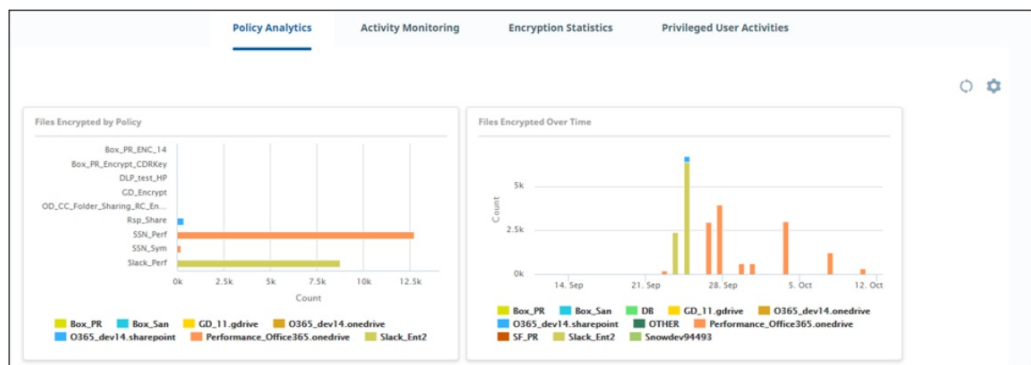 Policy Analytics Activity Monitoring Encryption Statistics Privileged User Activities
Files Encrypted by Policy
Box_PR_ENC_14
Box_PR_Encrypt_CDRKey
DLP_test_HP
GD_Encrypt
OD_CC_Folder_Sharing_RC_En...
Rsp_Share
SSN_Perf
SSN_Sym
Slack_Perf
0k 2.5k 5k 7.5k 10k 12.5k
Count
Box_PR Box_San GD_11.gdrive O365_dev14.onedrive
O365_dev14.sharepoint Performance_Office365.onedrive Slack_Ent2
Files Encrypted Over Time
Count
5k
2.5k
0k
14. Sep 21. Sep 28. Sep 5. Oct 12. Oct
Box_PR Box_San DB GD_11.gdrive O365_dev14.onedrive
O365_dev14.sharepoint OTHER Performance_Office365.onedrive
SF_PR Slack_Ent2 Snowdev94493